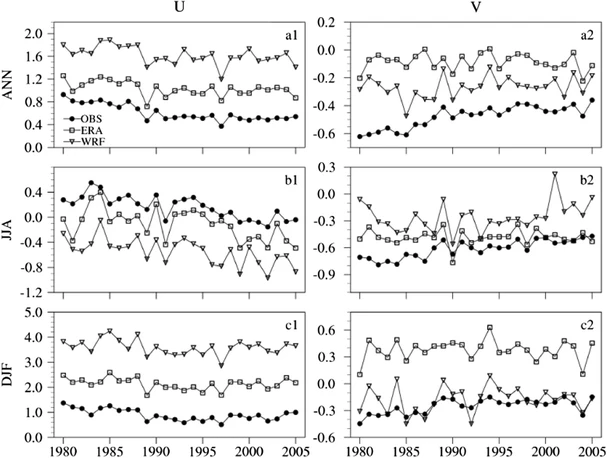 U V
a1 a2
2.0 1.6 1.2 0.8 0.4 0.0
ANN
OBS
ERA
WRF
0.2 0.0 -0.2 -0.4 -0.6
b1 b2
0.4 0.0 -0.4 -0.8 -1.2
JJA
0.3 0.0 -0.3 -0.6 -0.9
c1 c2
5.0 4.0 3.0 2.0 1.0 0.0
DJF
0.6 0.3 0.0 -0.3 -0.6
1980 1985 1990 1995 2000 2005 1980 1985 1990 1995 2000 2005